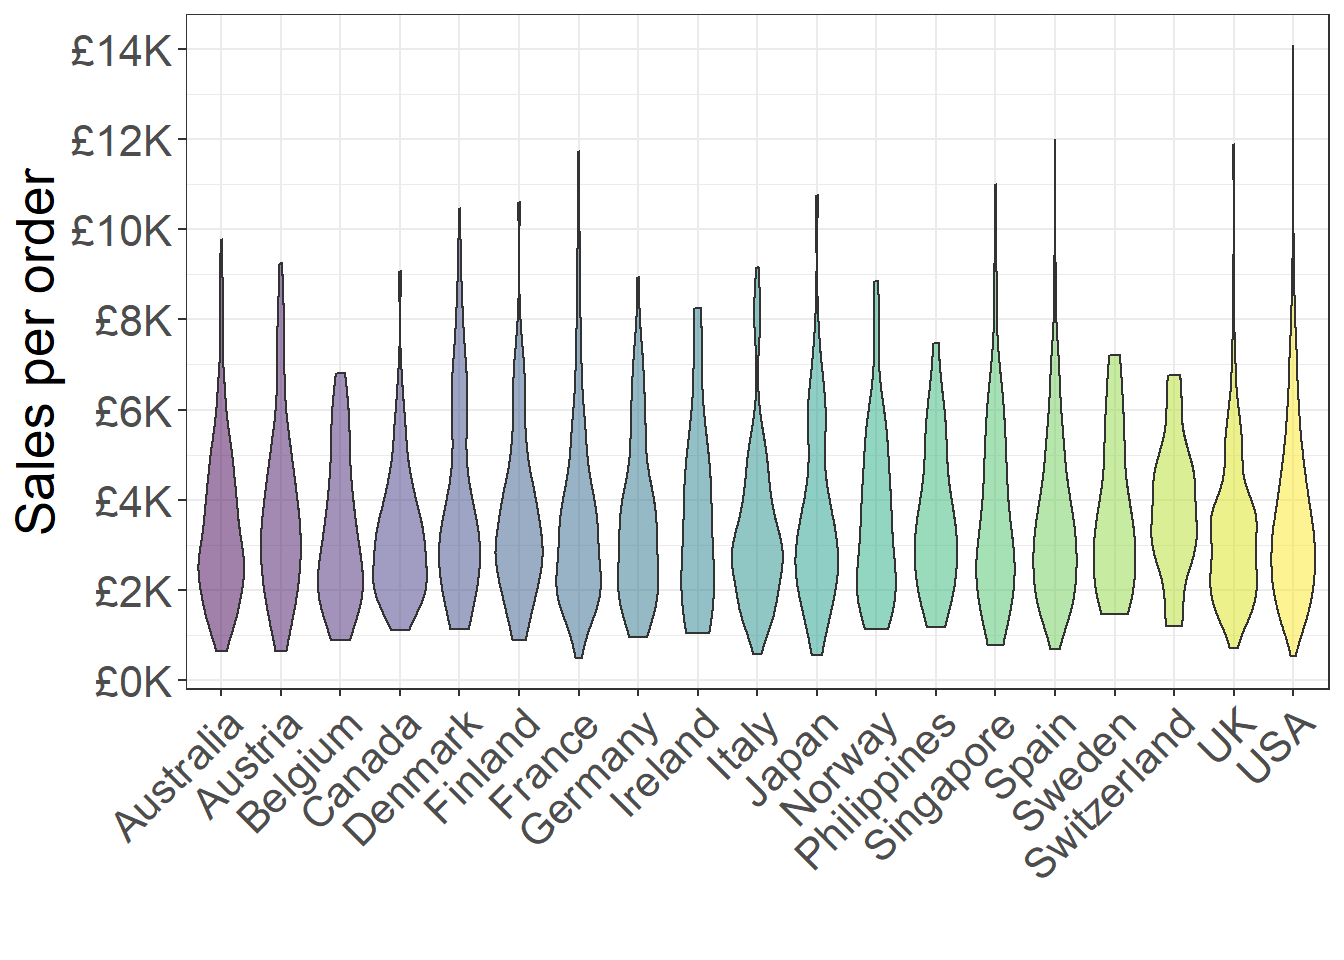 Sales per order
£14K
£12K
£10K
£8K
£6K
£4K
£2K
£0K
Australia
Austria
Belgium
Canada
Denmark
Finland
France
Germany
Ireland
Italy
Japan
Norway
Philippines
Singapore
Spain
Sweden
Switzerland
UK
USA